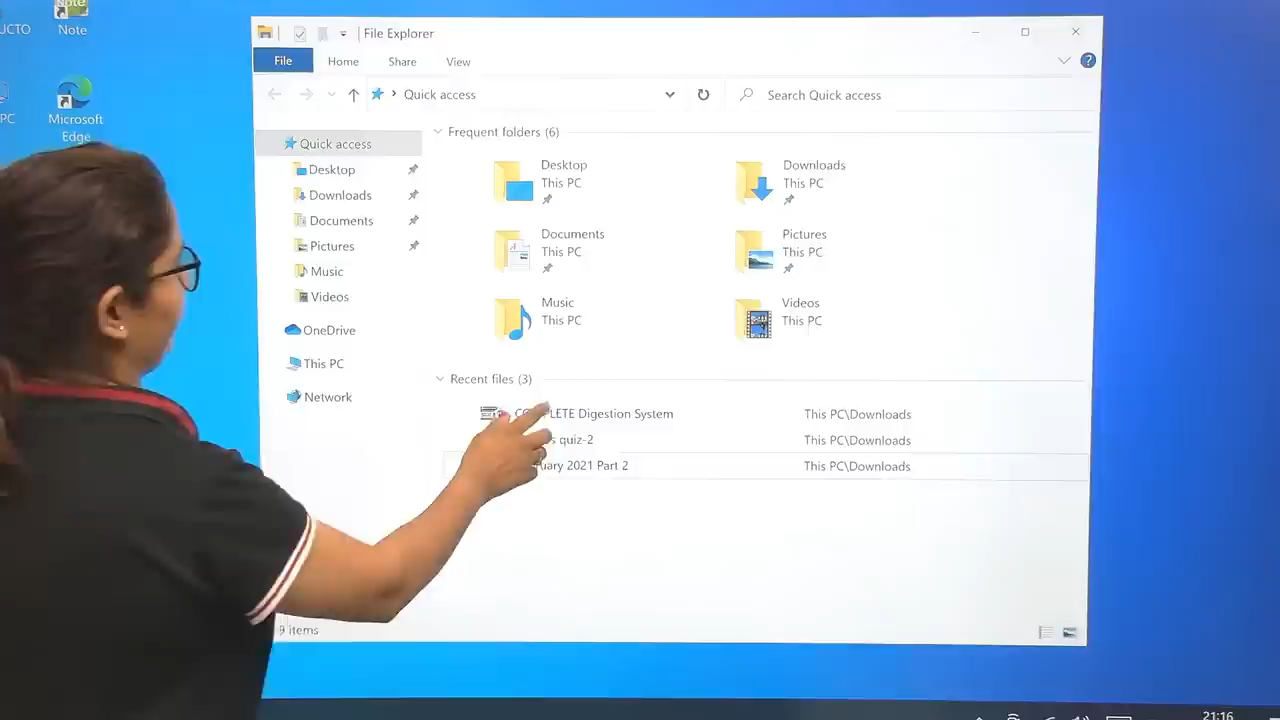 UCTO
Note
PC
Microsoft
Edge
File Explorer
File
Home
Share
View
Quick access
Search Quick access
Quick access
Desktop
Downloads
Documents
Pictures
Music
Videos
OneDrive
This PC
Network
Frequent folders (6)
Desktop
This PC
Downloads
This PC
Documents
This PC
Pictures
This PC
Music
This PC
Videos
This PC
Recent files (3)
Digestion System
This PC\Downloads
quiz-2
This PC\Downloads
2021 Part 2
This PC\Downloads
9 items
21:16